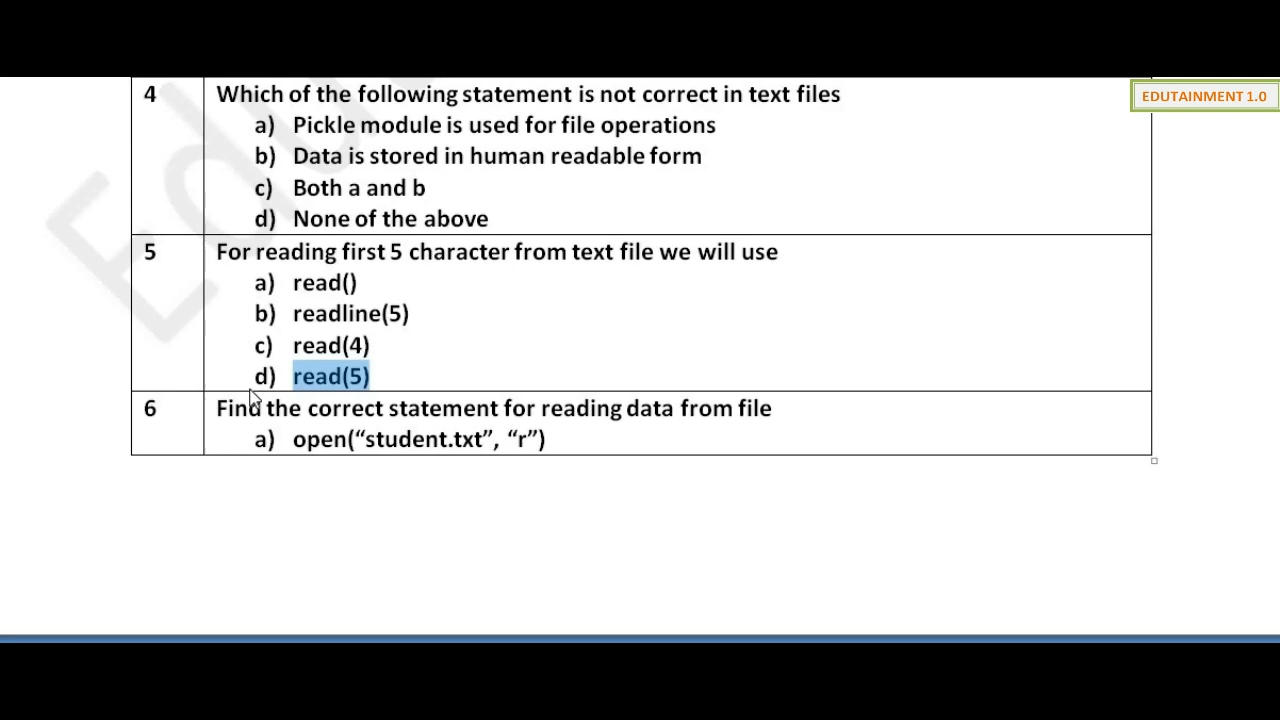 4 Which of the following statement is not correct in text files
EDUTAINMENT 1.0
a) Pickle module is used for file operations
b) Data is stored in human readable form
c) Both a and b
d) None of the above
5 For reading first 5 character from text file we will use
a) read()
b) readline(5)
c) read(4)
d) read(5)
6 Find the correct statement for reading data from file
a) open(“student.txt”, “r”)
Edu